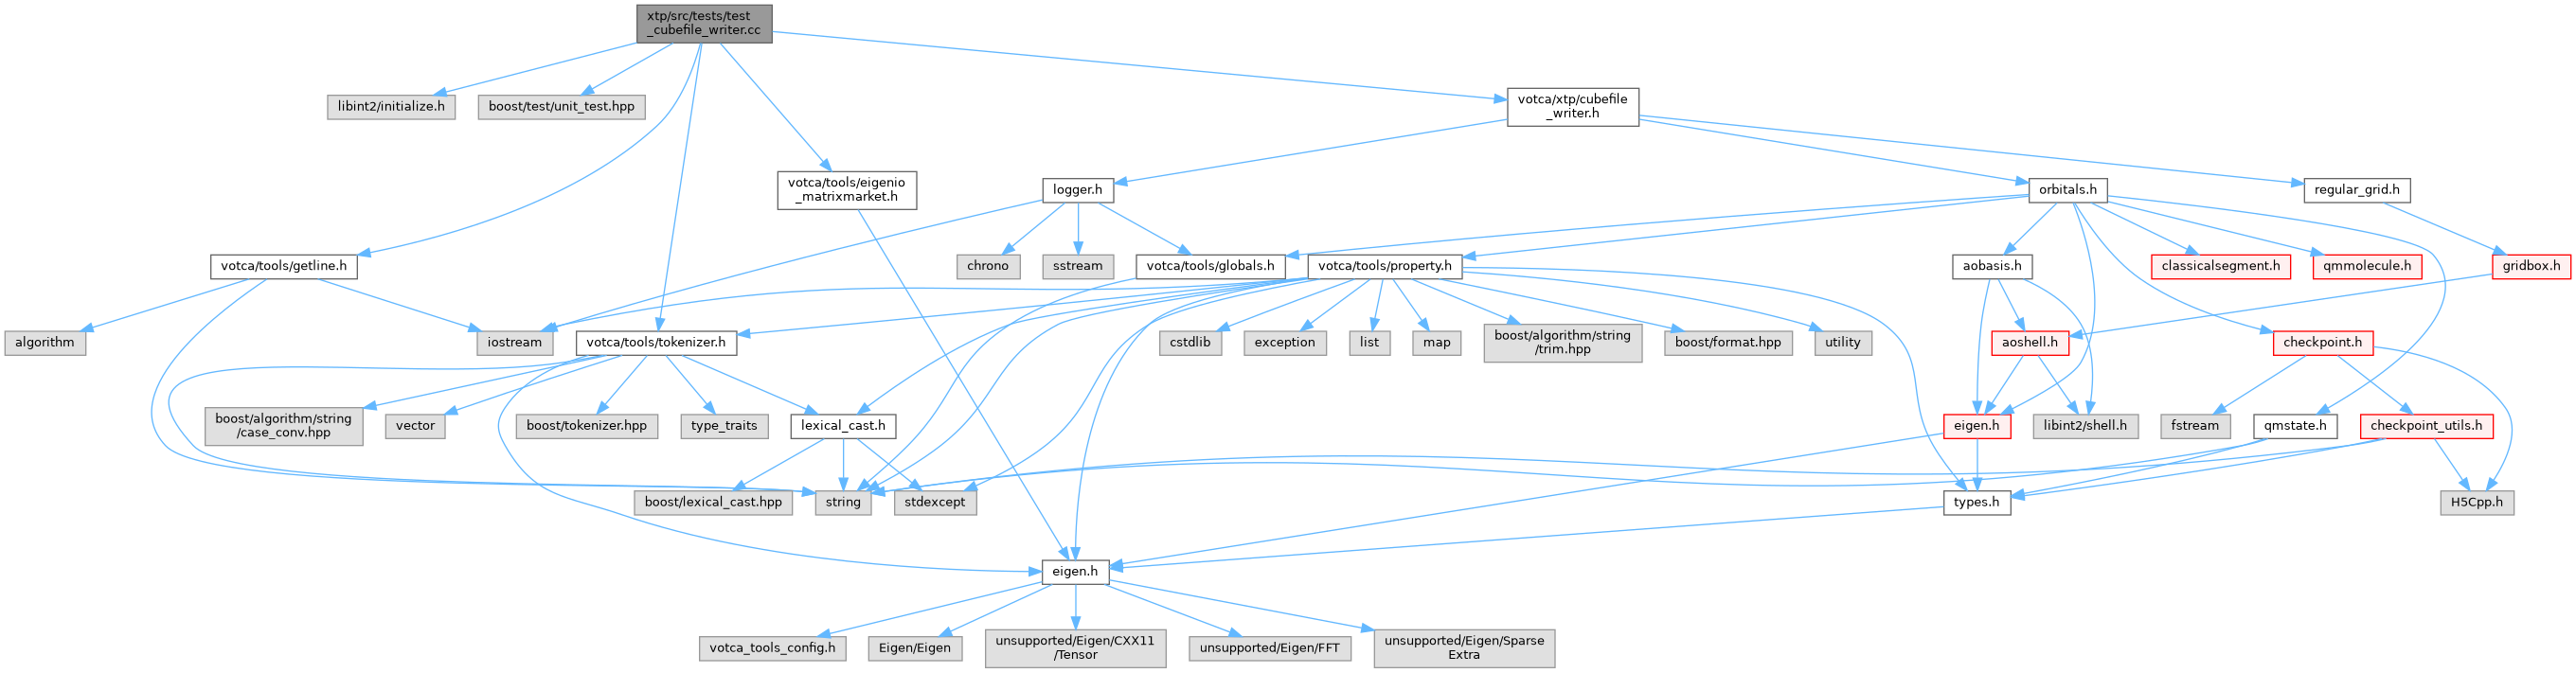 xtp/src/tests/test
_cubefile_writer.cc
libint2/initialize.h
boost/test/unit_test.hpp
votca/xtp/cubefile
_writer.h
votca/tools/eigenio
_matrixmarket.h
logger.h
orbitals.h
regular_grid.h
votca/tools/getline.h
chrono
sstream
votca/tools/globals.h
votca/tools/property.h
aobasis.h
classicalsegment.h
qmmolecule.h
gridbox.h
algorithm
iostream
votca/tools/tokenizer.h
cstdlib
exception
list
map
boost/algorithm/string
/trim.hpp
boost/format.hpp
utility
aoshell.h
checkpoint.h
boost/algorithm/string
/case_conv.hpp
vector
boost/tokenizer.hpp
type_traits
lexical_cast.h
eigen.h
libint2/shell.h
fstream
qmstate.h
checkpoint_utils.h
boost/lexical_cast.hpp
string
stdexcept
types.h
H5Cpp.h
eigen.h
votca_tools_config.h
Eigen/Eigen
unsupported/Eigen/CXX11
/Tensor
unsupported/Eigen/FFT
unsupported/Eigen/Sparse
Extra